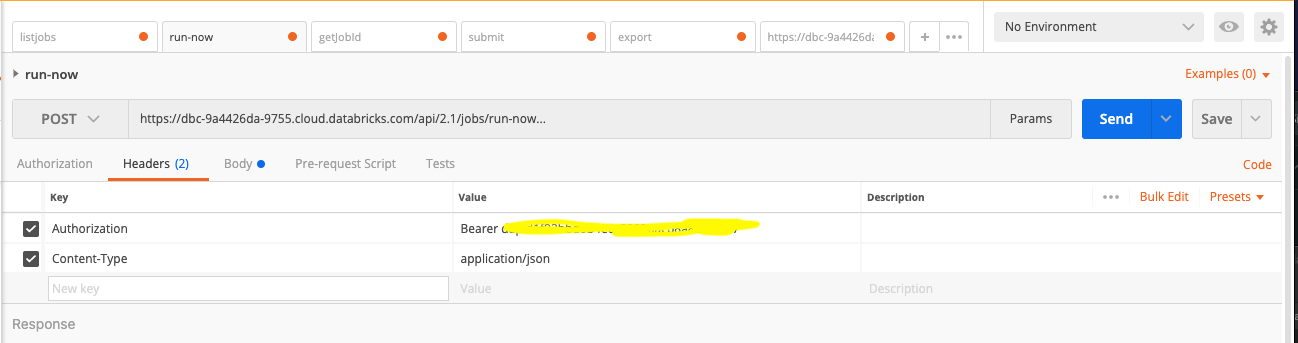 listjobs
run-now
getJobId
submit
export
https://dbc-9a4426da
+
...
No Environment
run-now
Examples (0)
POST
https://dbc-9a4426da-9755.cloud.databricks.com/api/2.1/jobs/run-now...
Params
Send
Save
Authorization
Headers (2)
Body
Pre-request Script
Tests
Code
Key
Value
Description
...
Bulk Edit
Presets
Authorization
Bearer
Content-Type
application/json
New key
Value
Description
Response